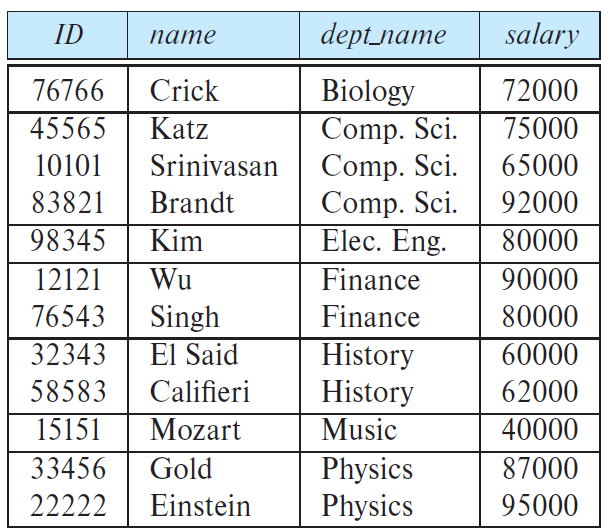 ID name dept_name salary
76766 Crick Biology 72000
45565 Katz Comp. Sci. 75000
10101 Srinivasan Comp. Sci. 65000
83821 Brandt Comp. Sci. 92000
98345 Kim Elec. Eng. 80000
12121 Wu Finance 90000
76543 Singh Finance 80000
32343 El Said History 60000
58583 Califieri History 62000
15151 Mozart Music 40000
33456 Gold Physics 87000
22222 Einstein Physics 95000